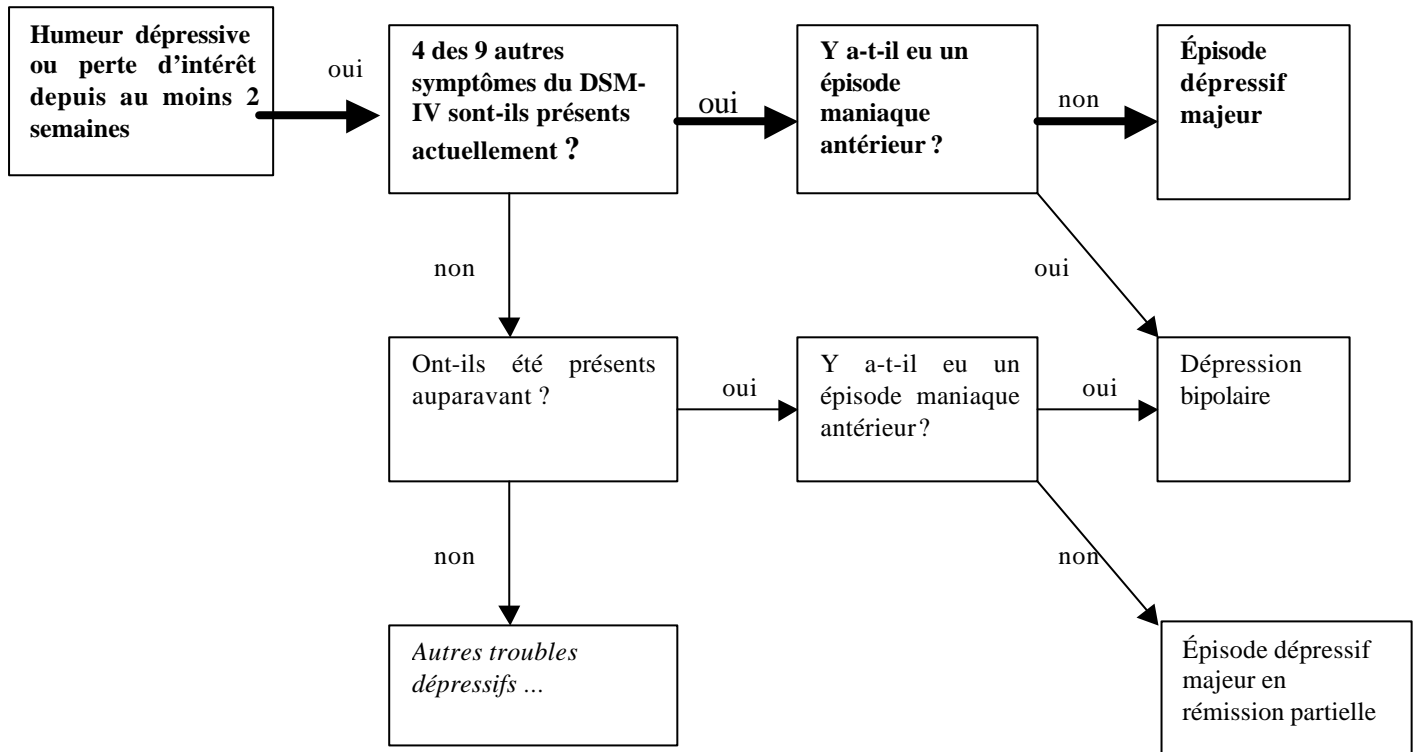 Humeur dépressive
ou perte d'intérêt
depuis au moins 2
semaines
oui
4 des 9 autres
symptômes du DSM-
IV sont-ils présents
actuellement ?
oui
Y a-t-il eu un
épisode
maniaque
antérieur ?
non
Épisode
dépressif
majeur
non
oui
Ont-ils été présents
auparavant ?
oui
Y a-t-il eu un
épisode maniaque
antérieur ?
oui
Dépression
bipolaire
non
non
Autres troubles
dépressifs ...
Épisode dépressif
majeur en
rémission partielle